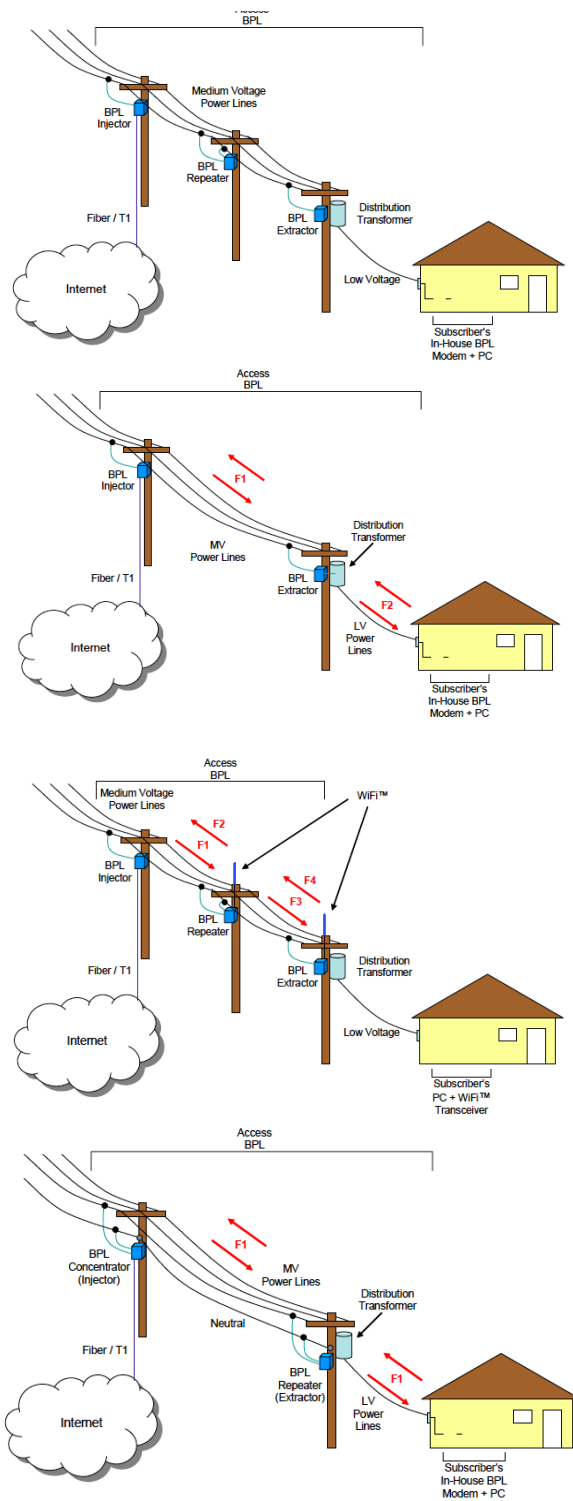 Access
BPL
Medium Voltage
Power Lines
BPL
Injector
BPL
Repeater
Distribution
Transformer
BPL
Extractor
Fiber / T1
Low Voltage
Internet
Subscriber's
In-House BPL
Modem + PC
Access
BPL
F1
BPL
Injector
Distribution
Transformer
MV
Power Lines
Fiber / T1
BPL
Extractor
F2
LV
Power
Lines
Internet
Subscriber's
In-House BPL
Modem + PC
Access
BPL
WiFi™
Medium Voltage
Power Lines
F2
F1
BPL
Injector
F4
F3
BPL
Repeater
Distribution
Transformer
BPL
Extractor
Fiber / T1
Low Voltage
Internet
Subscriber's
PC + WiFi™
Transceiver
Access
BPL
F1
BPL
Concentrator
(Injector)
MV
Power Lines
Distribution
Transformer
Neutral
Fiber / T1
BPL
Repeater
(Extractor)
F1
LV
Power
Lines
Internet
Subscriber's
In-House BPL
Modem + PC